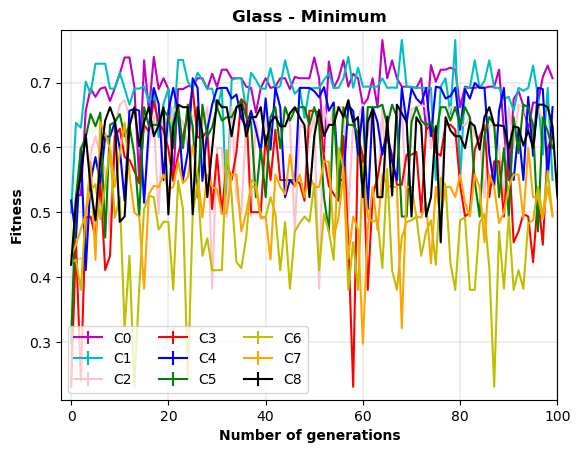 Glass - Minimum
Fitness
0.7
0.6
0.5
0.4
0.3
C0 C3 C6
C1 C4 C7
C2 C5 C8
0 20 40 60 80 100
Number of generations